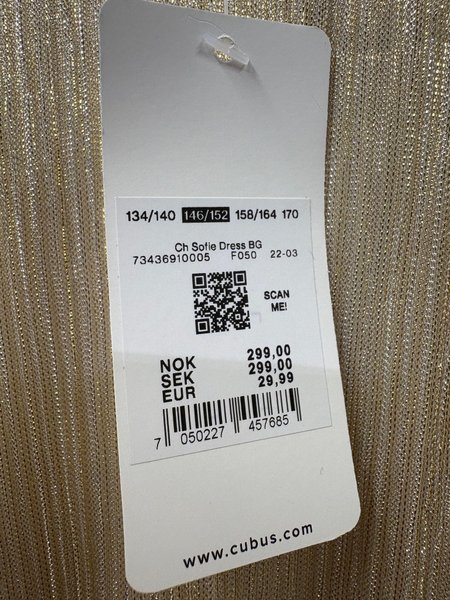 134/140 146/152 158/164 170
Ch Sofie Dress BG
73436910005 F050 22-03
SCAN
ME!
NOK 299,00
SEK 299,00
EUR 29,99
7 050227 457685
www.cubus.com